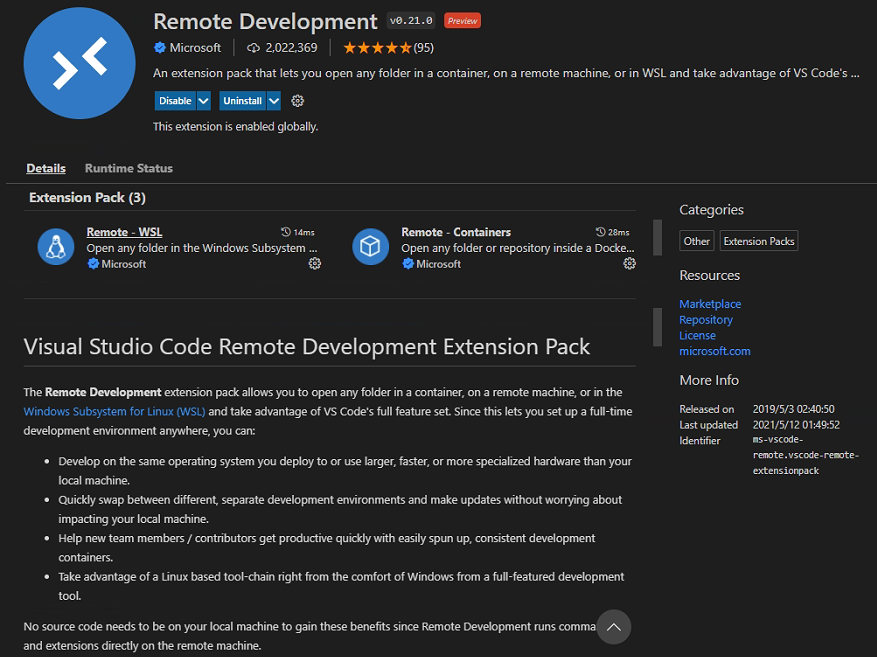 Remote Development v0.21.0 Preview
Microsoft 2,022,369 (95)
An extension pack that lets you open any folder in a container, on a remote machine, or in WSL and take advantage of VS Code's ...
Disable Uninstall
This extension is enabled globally.
Details Runtime Status
Extension Pack (3)
Remote - WSL 14ms
Open any folder in the Windows Subsystem ...
Microsoft
Remote - Containers 28ms
Open any folder or repository inside a Docke...
Microsoft
Visual Studio Code Remote Development Extension Pack
The Remote Development extension pack allows you to open any folder in a container, on a remote machine, or in the
Windows Subsystem for Linux (WSL) and take advantage of VS Code's full feature set. Since this lets you set up a full-time
development environment anywhere, you can:
• Develop on the same operating system you deploy to or use larger, faster, or more specialized hardware than your
local machine.
• Quickly swap between different, separate development environments and make updates without worrying about
impacting your local machine.
• Help new team members / contributors get productive quickly with easily spun up, consistent development
containers.
• Take advantage of a Linux based tool-chain right from the comfort of Windows from a full-featured development
tool.
No source code needs to be on your local machine to gain these benefits since Remote Development runs comma
and extensions directly on the remote machine.
Categories
Other Extension Packs
Resources
Marketplace
Repository
License
microsoft.com
More Info
Released on 2019/5/3 02:40:50
Last updated 2021/5/12 01:49:52
Identifier ms-vscode-
remote.vscode-remote-
extensionpack